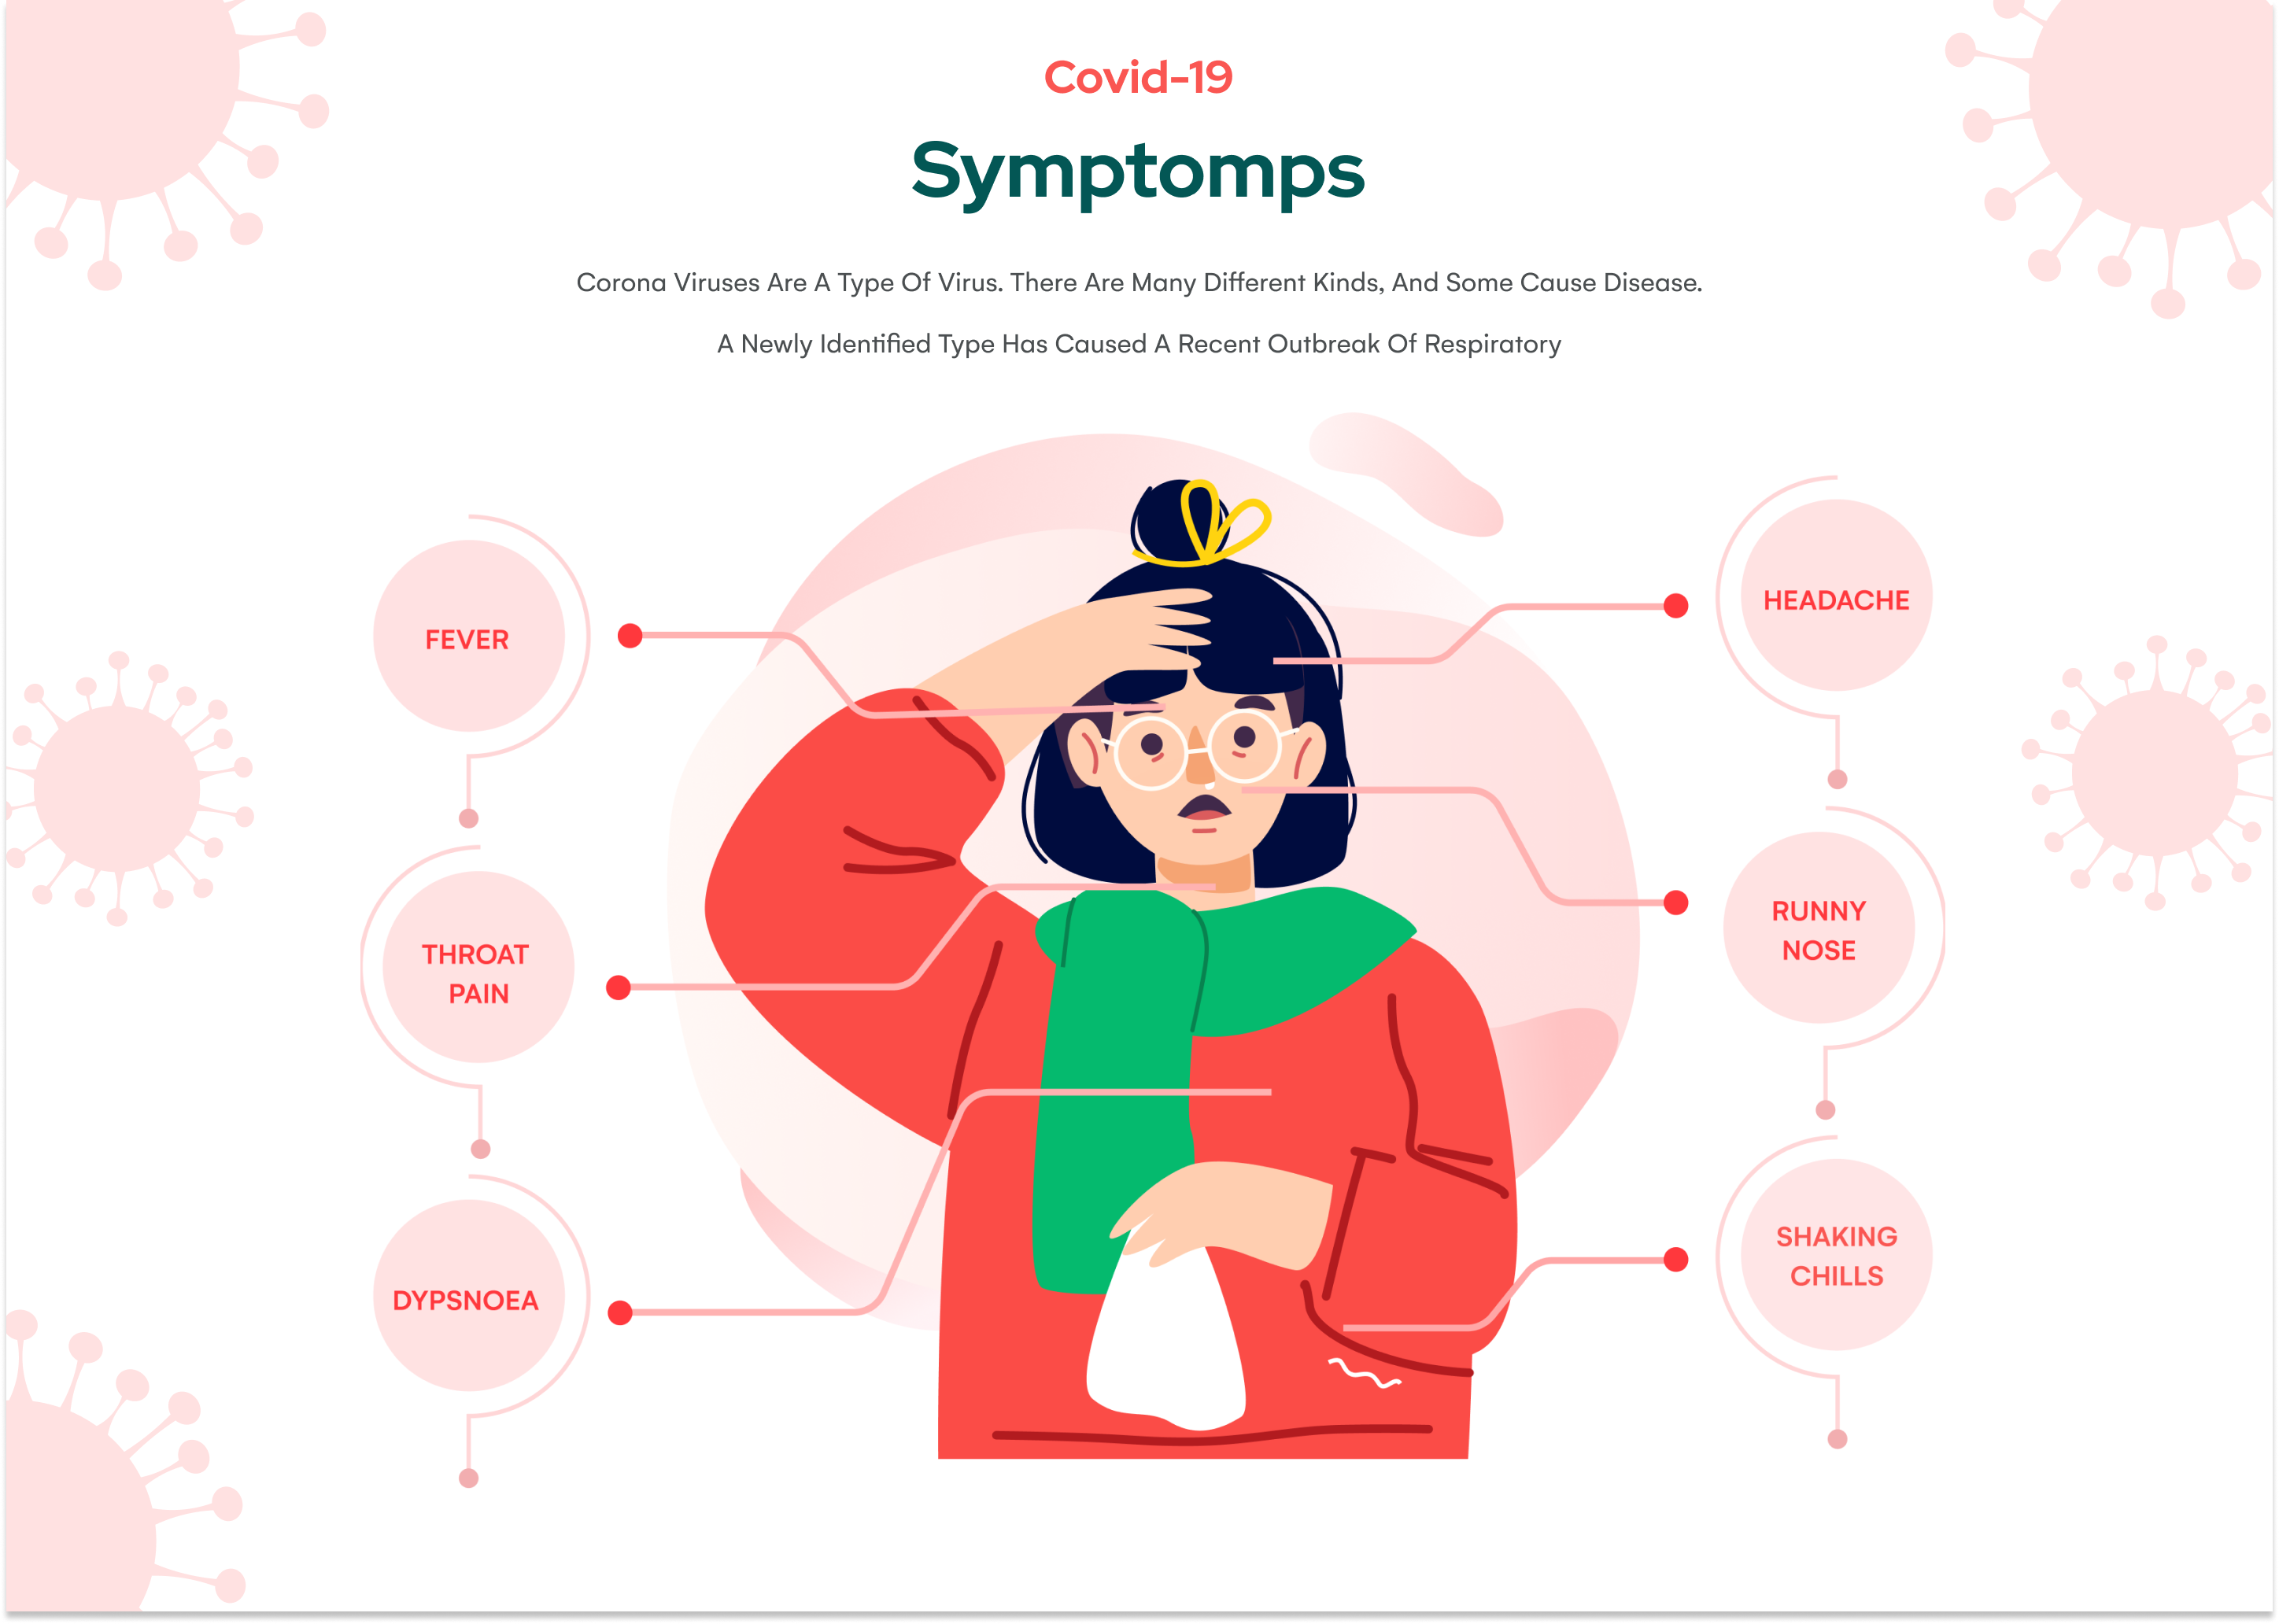 Covid-19
Symptomps
Corona Viruses Are A Type Of Virus. There Are Many Different Kinds, And Some Cause Disease.
A Newly Identified Type Has Caused A Recent Outbreak Of Respiratory
FEVER
THROAT
PAIN
DYPSNOEA
HEADACHE
RUNNY
NOSE
SHAKING
CHILLS